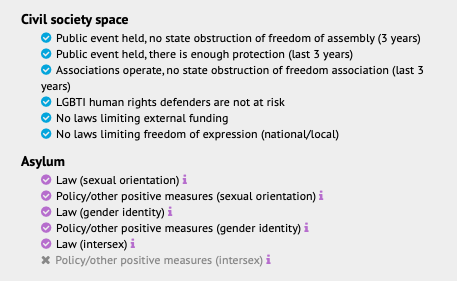 Civil society space
Public event held, no state obstruction of freedom of assembly (3 years)
Public event held, there is enough protection (last 3 years)
Associations operate, no state obstruction of freedom association (last 3
years)
LGBTI human rights defenders are not at risk
No laws limiting external funding
No laws limiting freedom of expression (national/local)
Asylum
Law (sexual orientation) i
Policy/other positive measures (sexual orientation) i
Law (gender identity) i
Policy/other positive measures (gender identity) i
Law (intersex) i
Policy/other positive measures (intersex) i